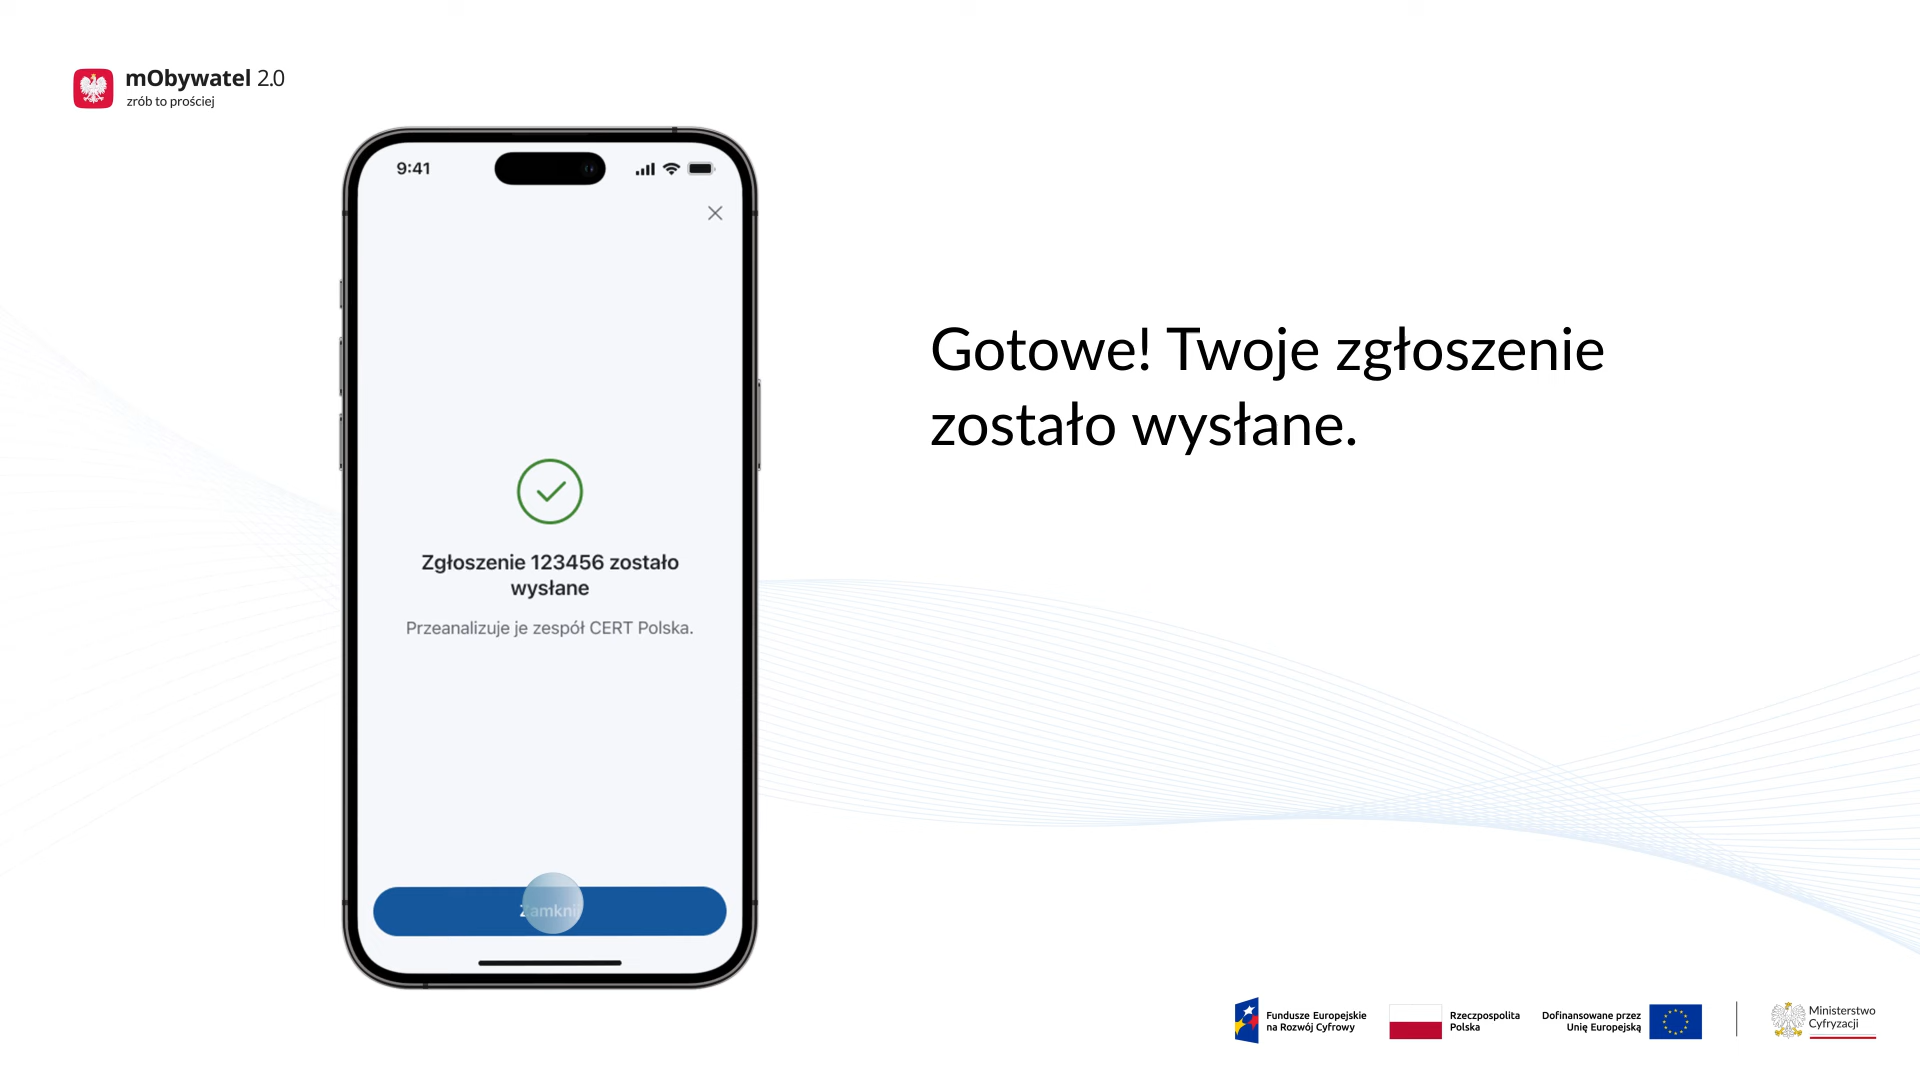 mObywatel 2.0
zrób to prościej
9:41
Gotowe! Twoje zgłoszenie
zostało wysłane.
Zgłoszenie 123456 zostało
wysłane
Przeanalizuje je zespół CERT Polska.
Zamknij
Fundusze Europejskie
na Rozwój Cyfrowy
Rzeczpospolita
Polska
Dofinansowane przez
Unię Europejską
Ministerstwo
Cyfryzacji